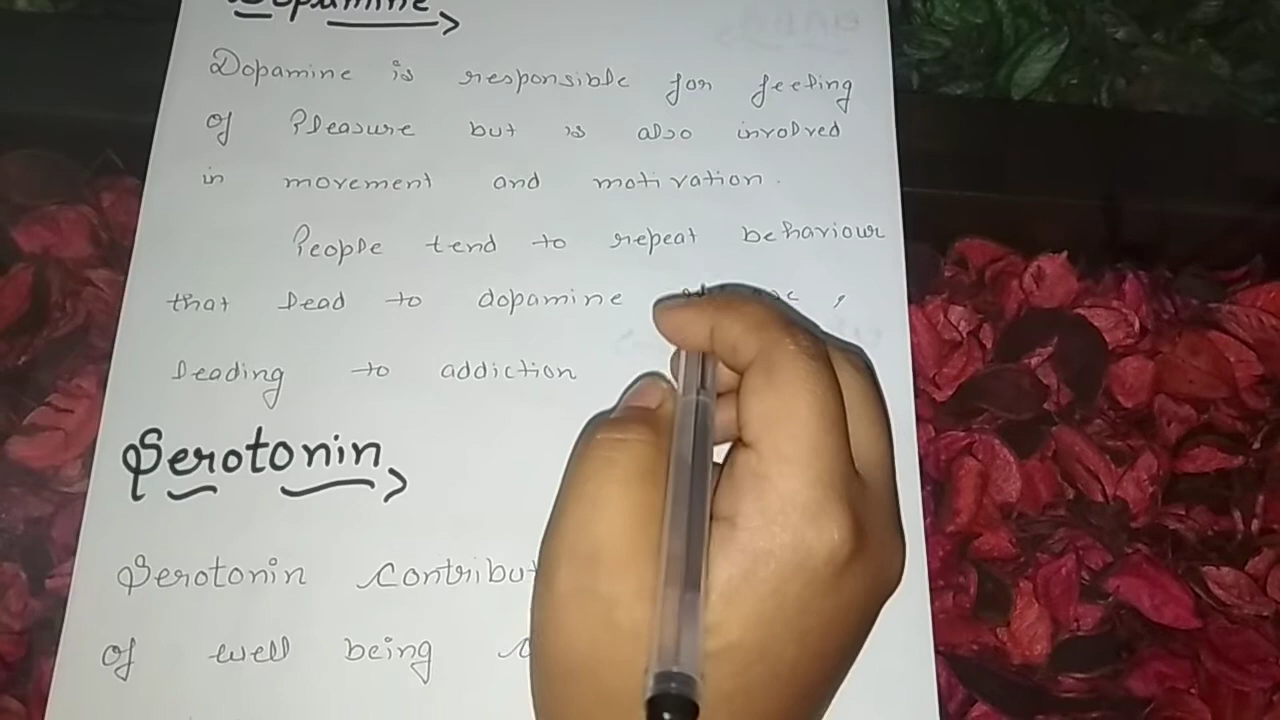 Dopamine
Dopamine is responsible for feeling
of Pleasure but is also involved
in movement and motivation.
People tend to repeat behaviour
that lead to dopamine ,
leading to addiction
Serotonin
Serotonin
of well being